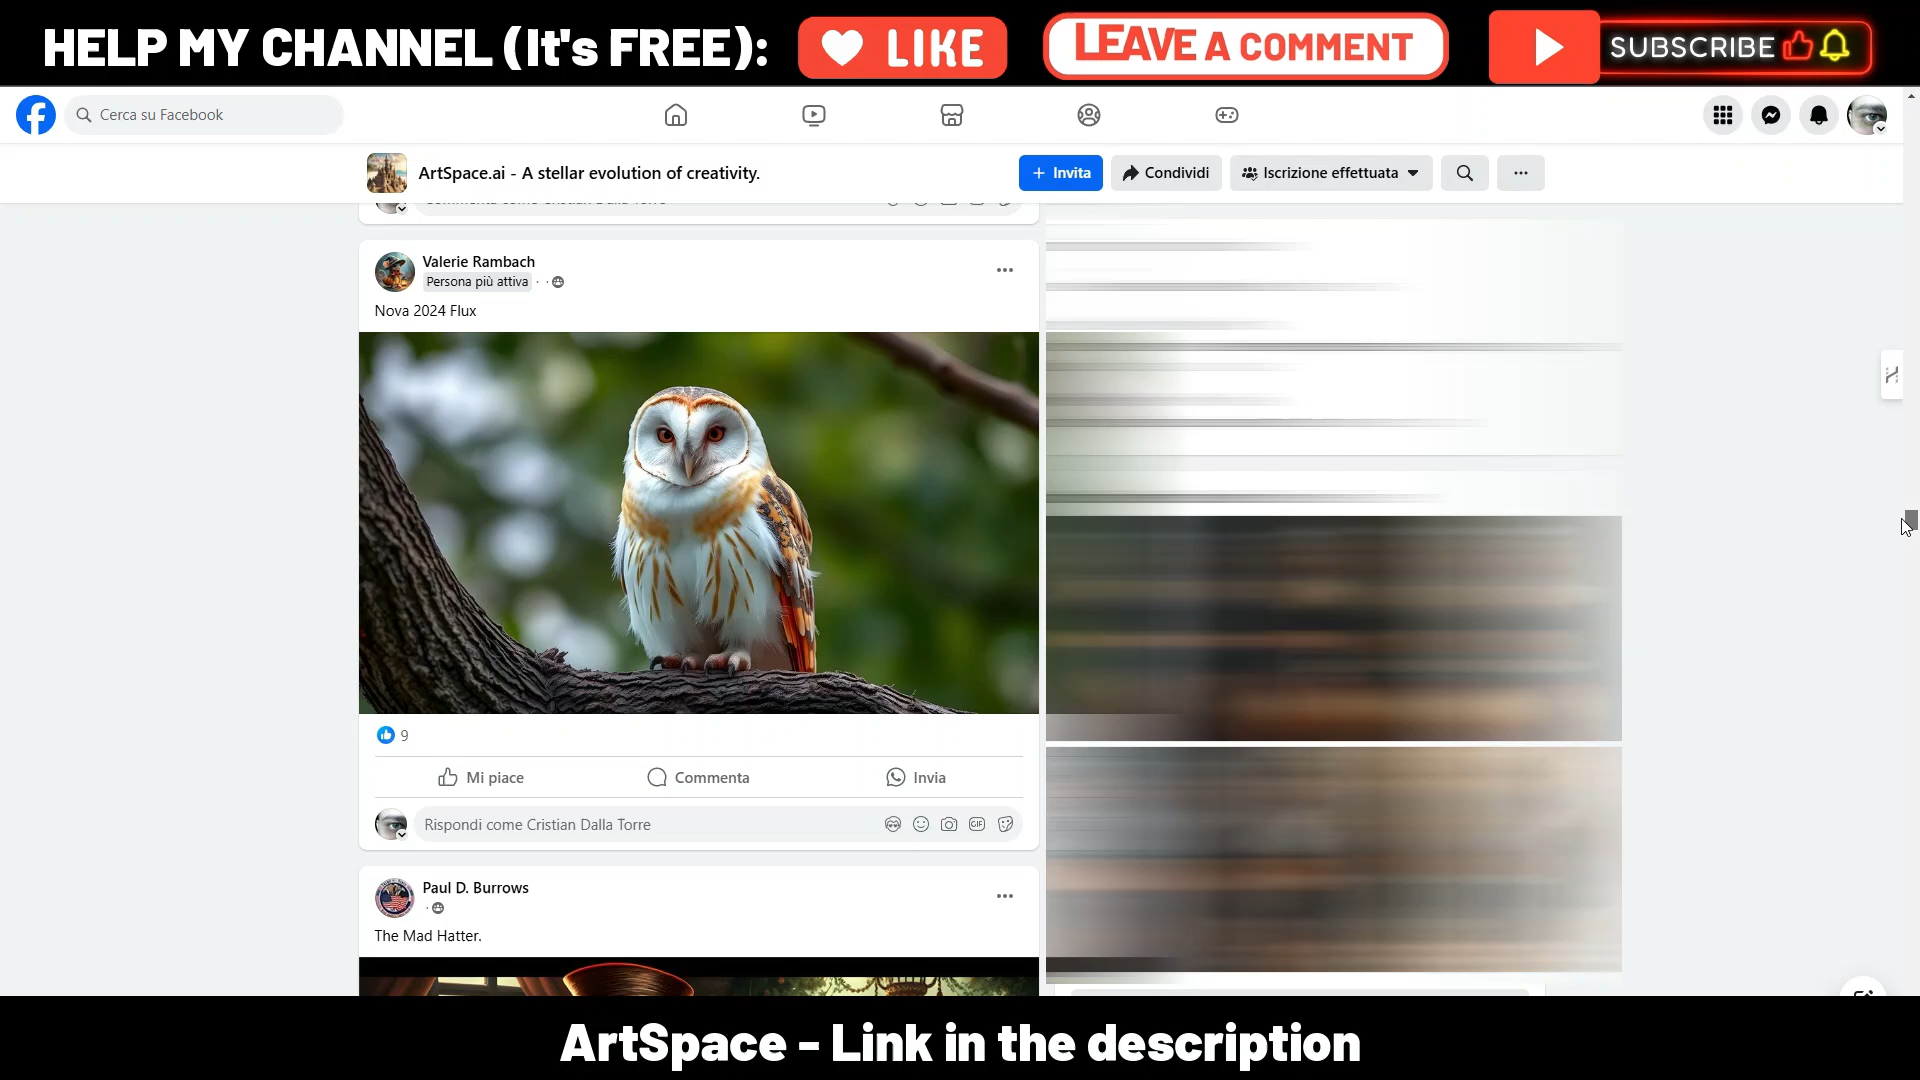 HELP MY CHANNEL (It's FREE):
LIKE
LEAVE A COMMENT
SUBSCRIBE
Cerca su Facebook
ArtSpace.ai - A stellar evolution of creativity.
+ Invita
Condividi
Iscrizione effettuata
Valerie Rambach
Persona più attiva
Nova 2024 Flux
9
Mi piace
Commenta
Invia
Rispondi come Cristian Dalla Torre
GIF
Paul D. Burrows
The Mad Hatter.
ArtSpace - Link in the description